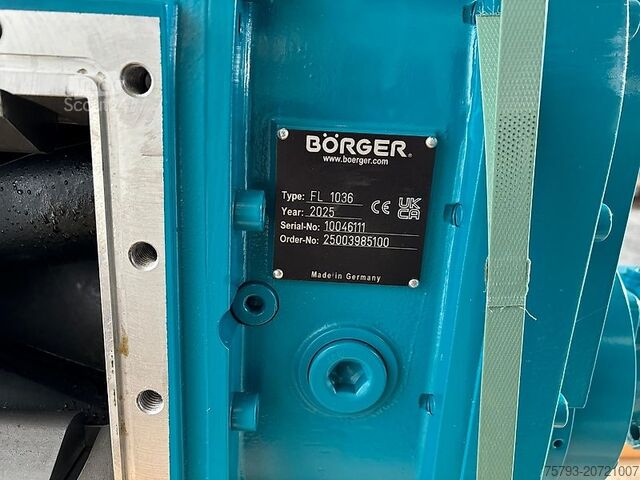 BÖRGER®
www.boerger.com
Type: FL 1036
Year: 2025
CE UK CA
Serial-No: 10046111
Order-No: 25003985100
Made in Germany
75793-20721007